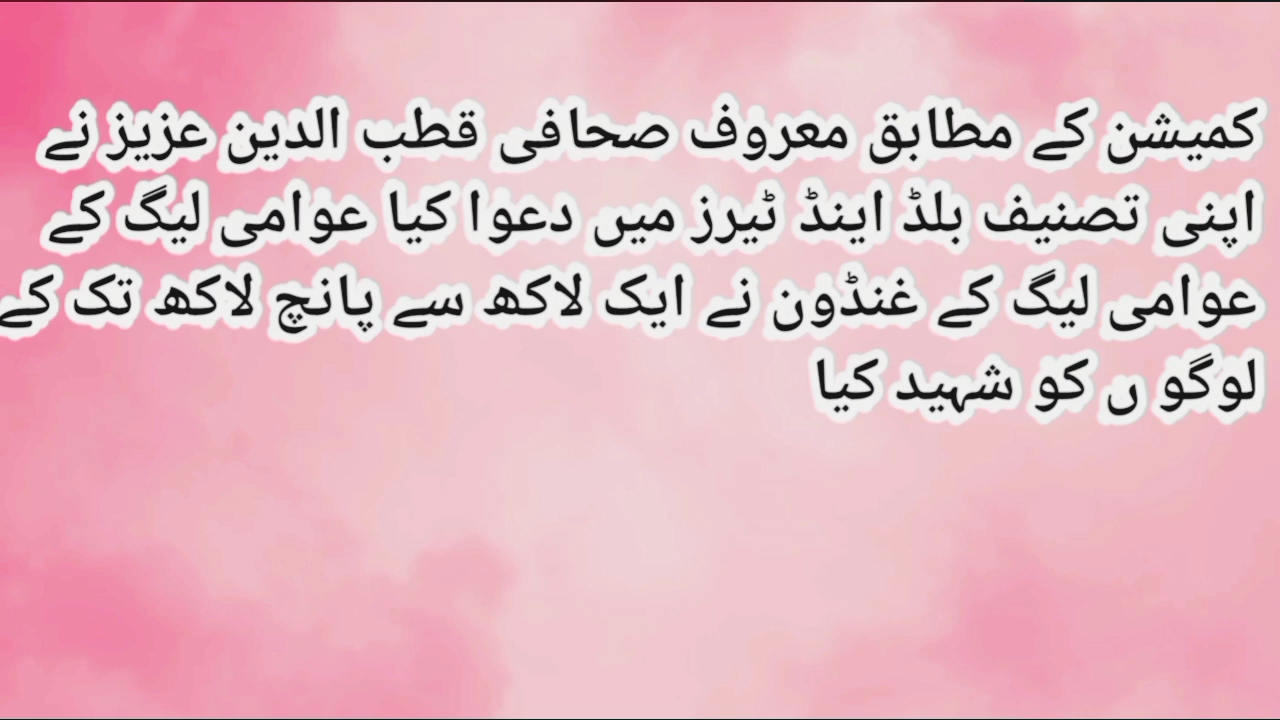 کمیشن کے مطابق معروف صحافی قطب الدین عزیز نے
اپنی تصنیف بلڈ اینڈ ٹیرز میں دعوا کیا عوامی لیگ کے
عوامی لیگ کے غنڈون نے ایک لاکھ سے پانچ لاکھ تک کے
لوگو ں کو شہید کیا